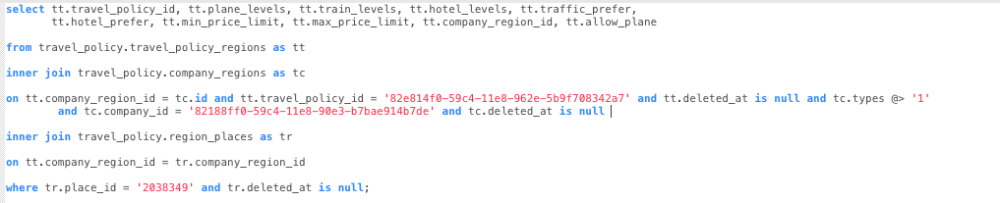 select tt.travel_policy_id, tt.plane_levels, tt.train_levels, tt.hotel_levels, tt.traffic_prefer,
tt.hotel_prefer, tt.min_price_limit, tt.max_price_limit, tt.company_region_id, tt.allow_plane
from travel_policy.travel_policy_regions as tt
inner join travel_policy.company_regions as tc
on tt.company_region_id = tc.id and tt.travel_policy_id = '82e814f0-59c4-11e8-962e-5b9f708342a7' and tt.deleted_at is null and tc.types @> '1'
and tc.company_id = '82188ff0-59c4-11e8-90e3-b7bae914b7de' and tc.deleted_at is null
inner join travel_policy.region_places as tr
on tt.company_region_id = tr.company_region_id
where tr.place_id = '2038349' and tr.deleted_at is null;